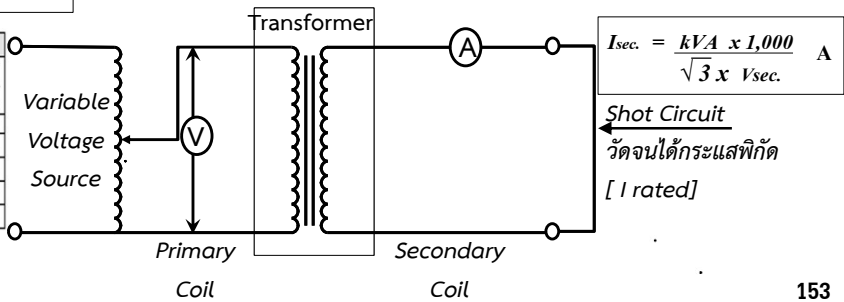 Transformer
A
Isec. = kVA x 1,000 A
√3 x Vsec.
Variable
Voltage
Source
V
Shot Circuit
วัดจนได้กระแสพิกัด
[ I rated]
Primary
Coil
Secondary
Coil
153